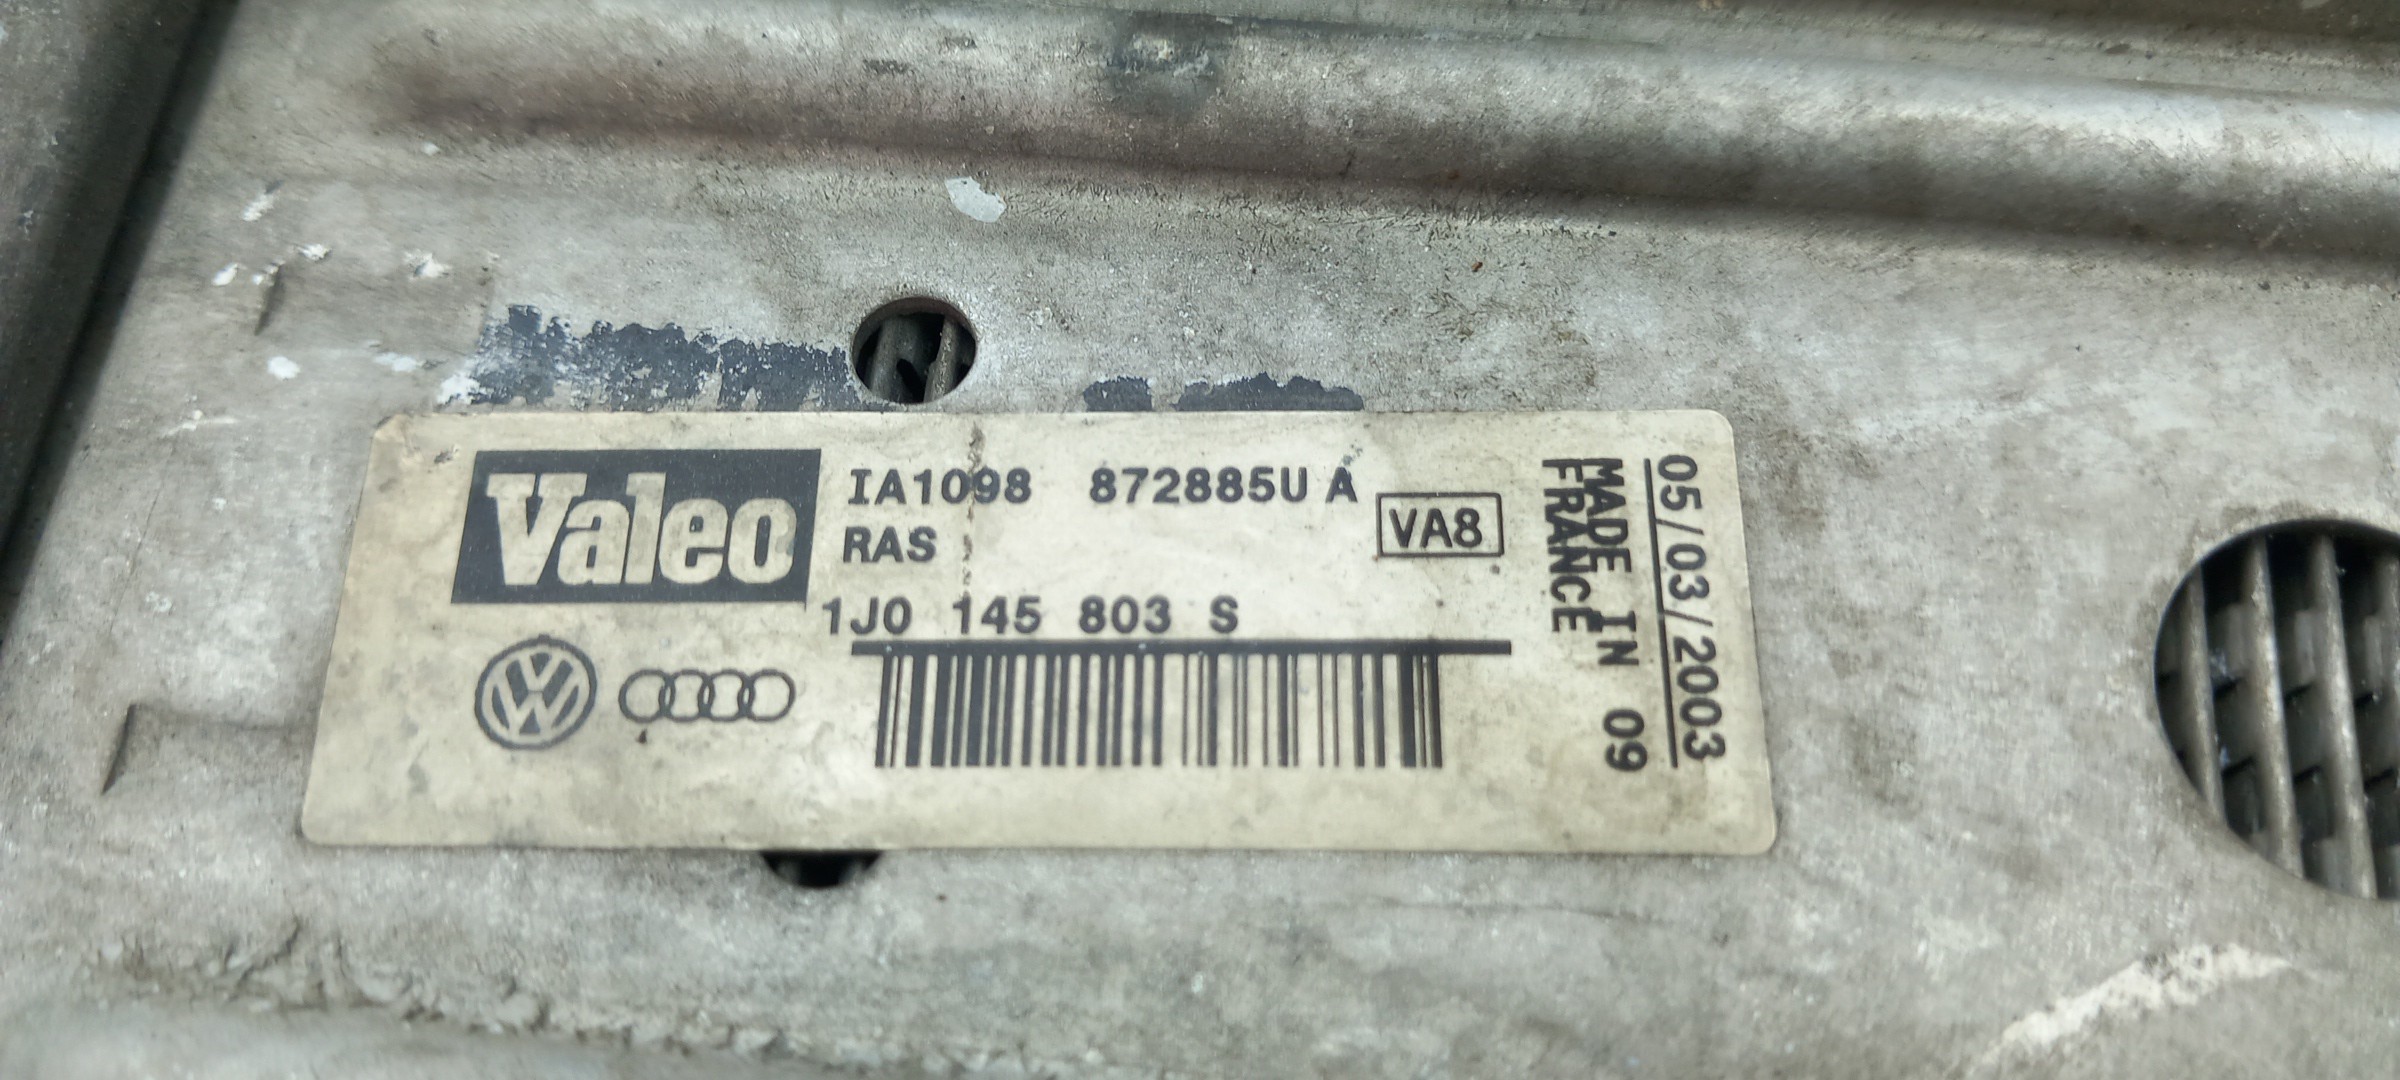 Valeo
IA1098 872885U A
RAS
VA8
1J0 145 803 S
05/03/2003
MADE IN 09
FRANCE